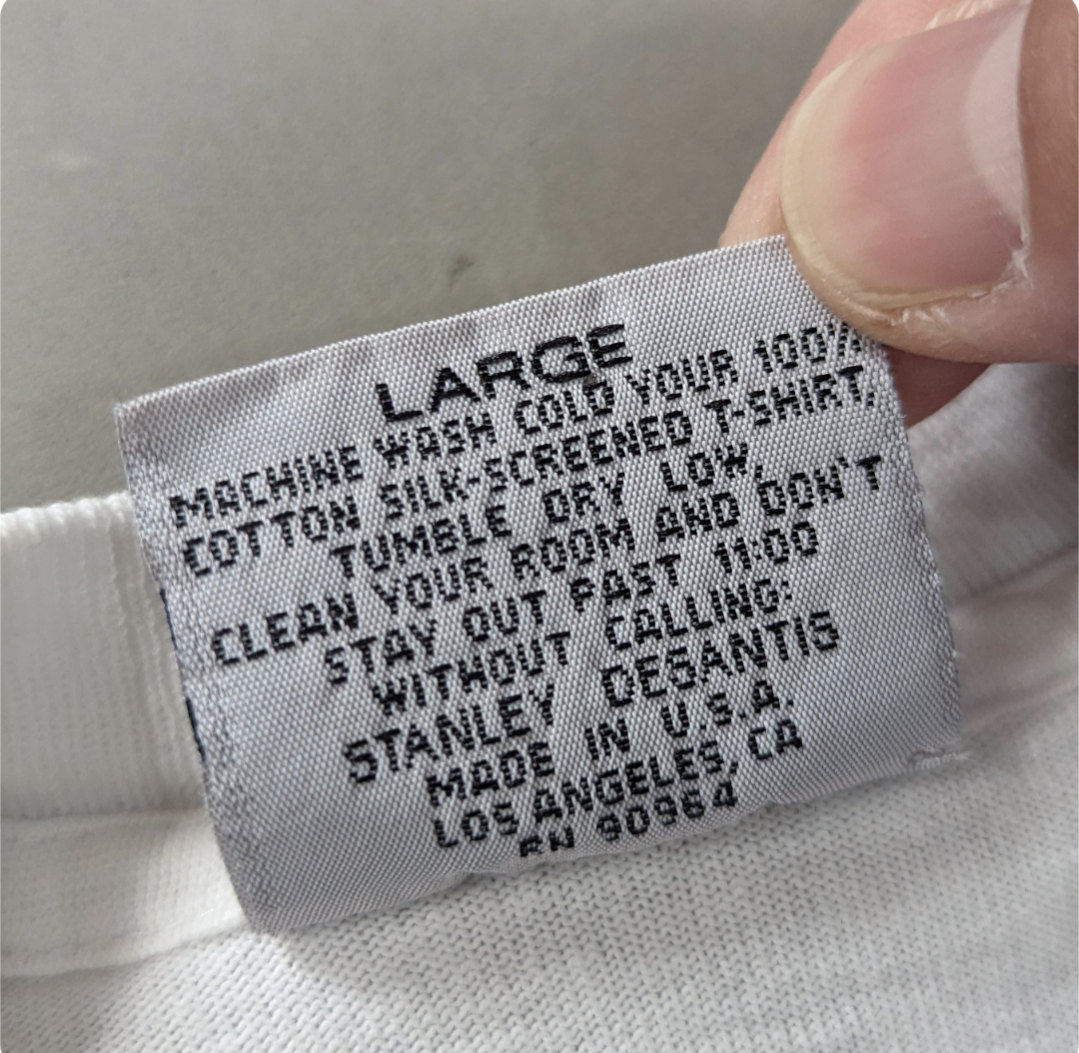 LARGE
MACHINE WASH COLD YOUR 100%
COTTON SILK-SCREENED T-SHIRT,
TUMBLE DRY LOW,
CLEAN YOUR ROOM AND DON'T
STAY OUT PAST 11:00
WITHOUT CALLING:
STANLEY DESANTIS
MADE IN U.S.A.
LOS ANGELES, CA
RN 90964